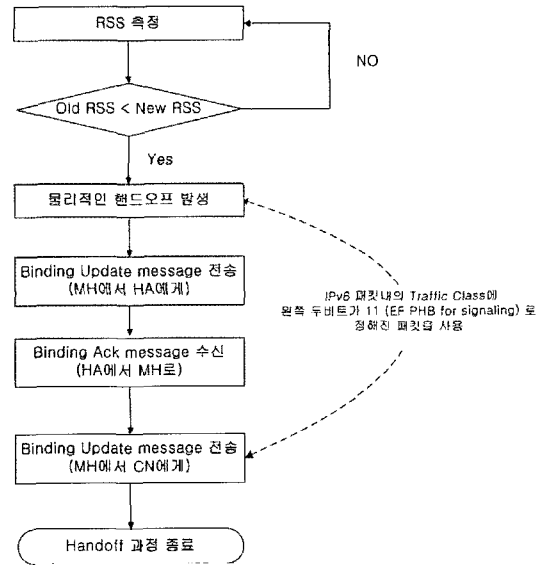 RSS 측정
NO
Old RSS < New RSS
Yes
물리적인 핸드오프 발생
Binding Update message 전송
(MH에서 HA에게)
IPv6 패킷내의 Traffic Class에
왼쪽 두비트가 11 (EF PHB for signaling) 로
정해진 패킷을 사용
Binding Ack message 수신
(HA에서 MH로)
Binding Update message 전송
(MH에서 CN에게)
Handoff 과정 종료